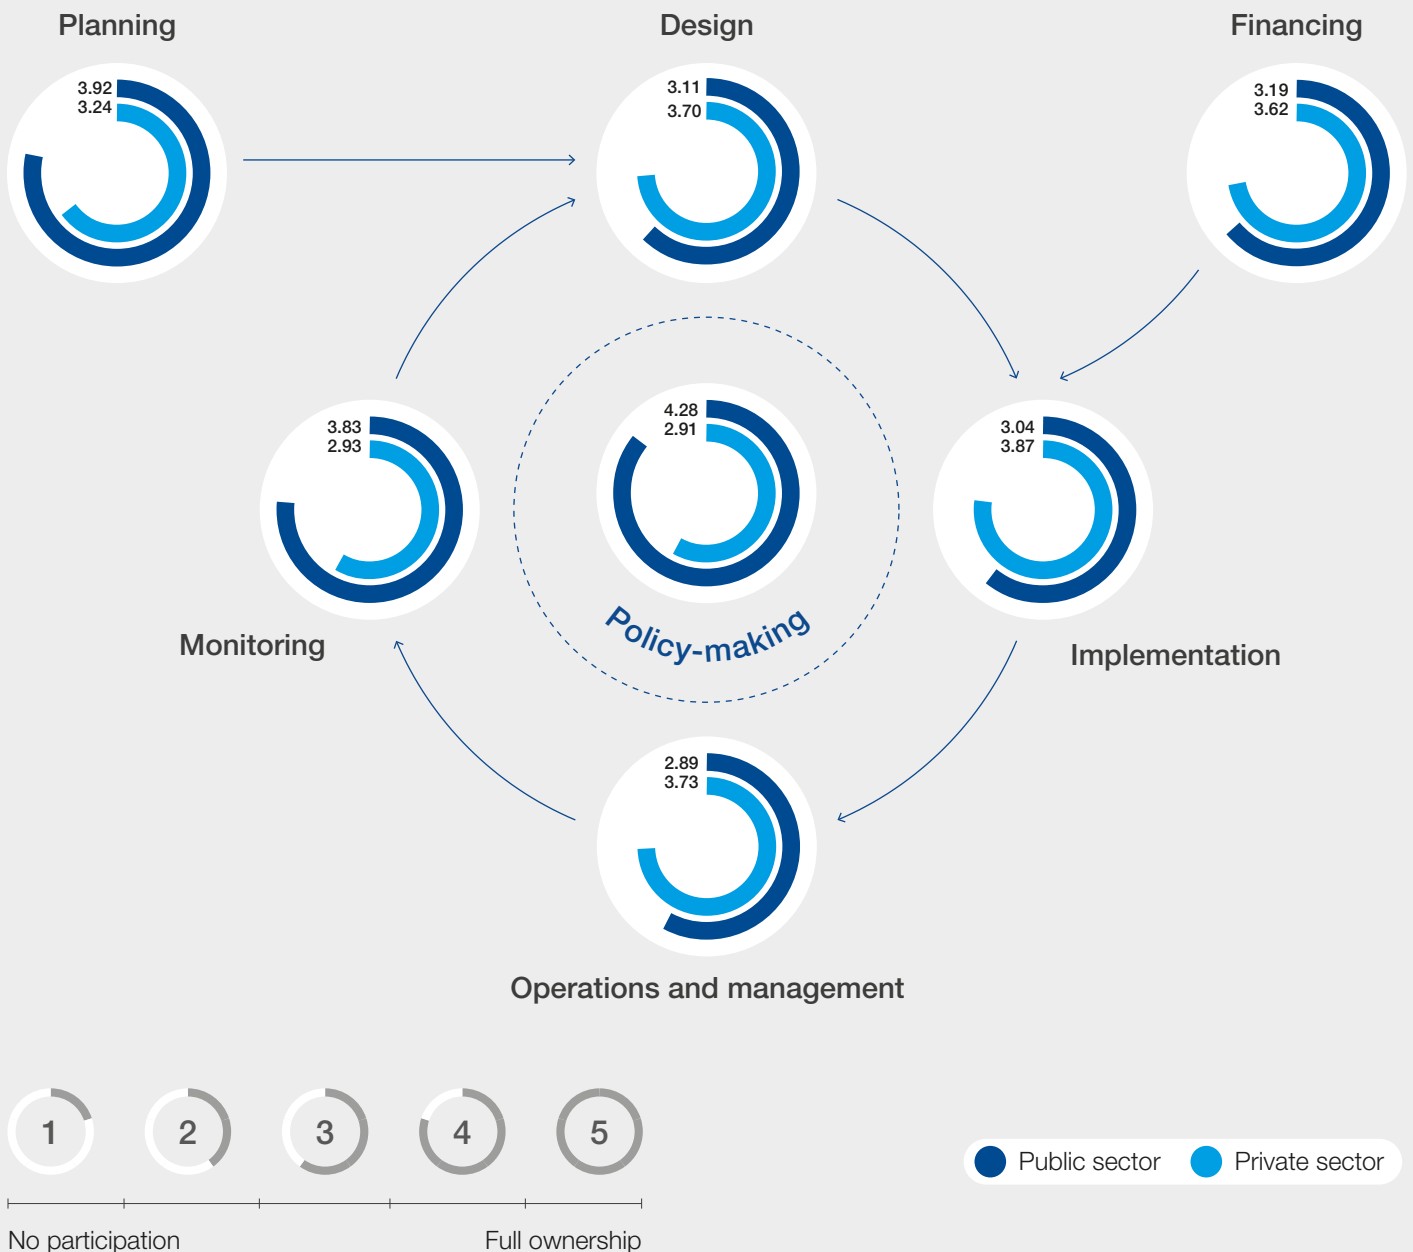 Planning
Design
Financing
3.92
3.24
3.11
3.70
3.19
3.62
3.83
2.93
4.28
2.91
3.04
3.87
Policy-making
Monitoring
Implementation
2.89
3.73
Operations and management
1
2
3
4
5
Public sector
Private sector
No participation
Full ownership